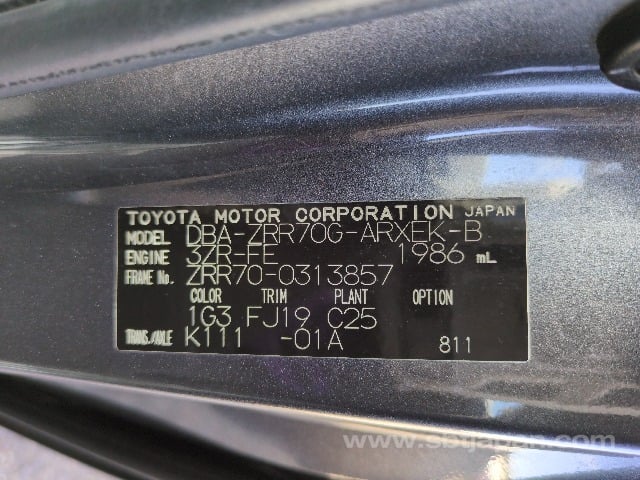 TOYOTA MOTOR CORPORATION JAPAN
MODEL DBA-ZRR70G-ARXEK-B
ENGINE 3ZR-FE 1986 mL
FRAME No. ZRR70-0313857
COLOR TRIM PLANT OPTION
1G3 FJ19 C25
TRANS./AXLE K111 -01A 811
www.sbtjapan.com